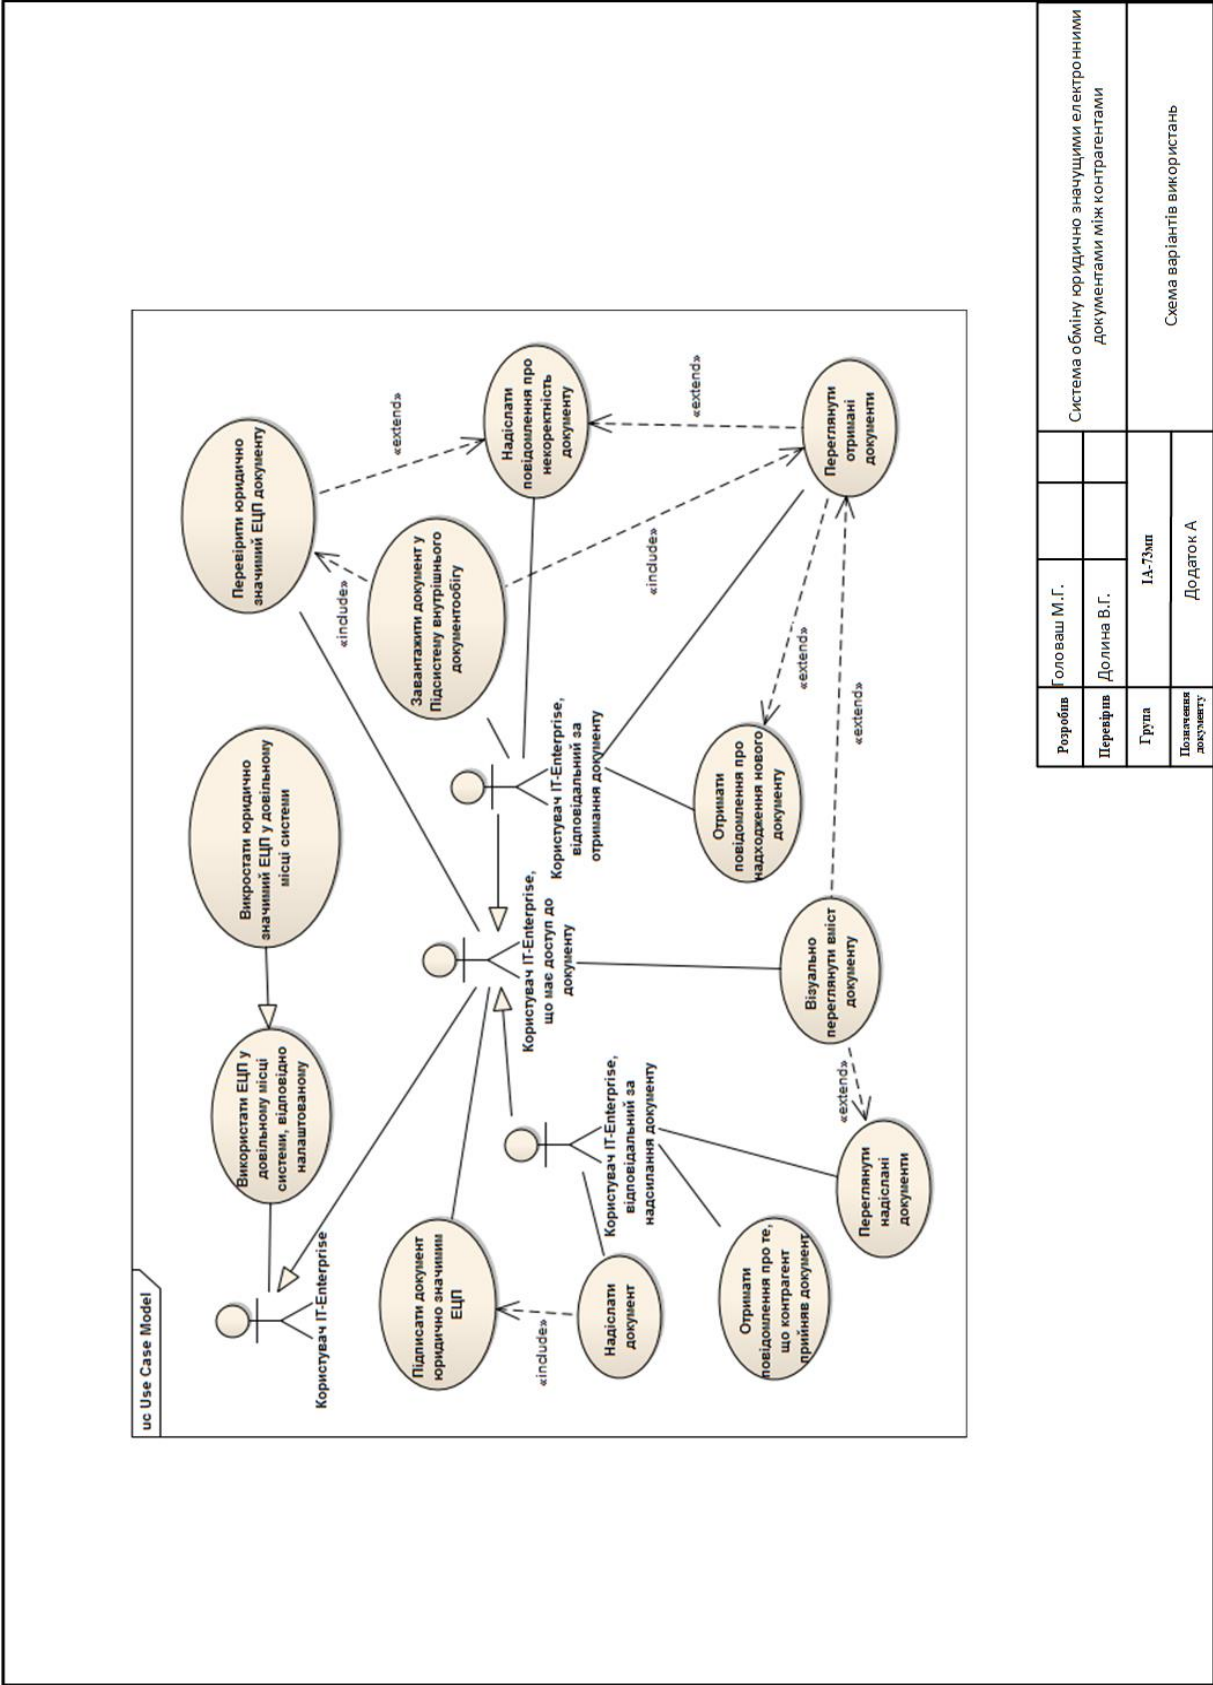 uc Use Case Model
Користувач IT-Enterprise
Використати ЕЦП у
довільному місці
системи, відповідно
налаштованому
Викростати юридично
значимий ЕЦП у довільному
місці системи
Перевірити юридично
значимий ЕЦП документу
Підписати документ
юридично значимим
ЕЦП
Користувач IT-Enterprise,
що має доступ до
документу
Завантажити документ у
Підсистему внутрішнього
документообігу
«include»
«extend»
Надіслати
повідомлення про
некоректність
документу
«include»
Надіслати
документ
Користувач IT-Enterprise,
відповідальний за
надсилання документу
Користувач IT-Enterprise,
відповідальний за
отримання документу
«include»
«extend»
Отримати
повідомлення про те,
що контрагент
прийняв документ
Отримати
повідомлення про
надходження нового
документу
«extend»
Переглянути
надіслані
документи
«extend»
Візуально
переглянути вміст
документу
«extend»
Переглянути
отримані
документи
Розробив
Головаш М.Г.
Система обміну юридично значущими електронними
документами між контрагентами
Перевірив
Долина В.Г.
Група
ІА-73мп
Схема варіантів використань
Позначення
документу
Додаток А